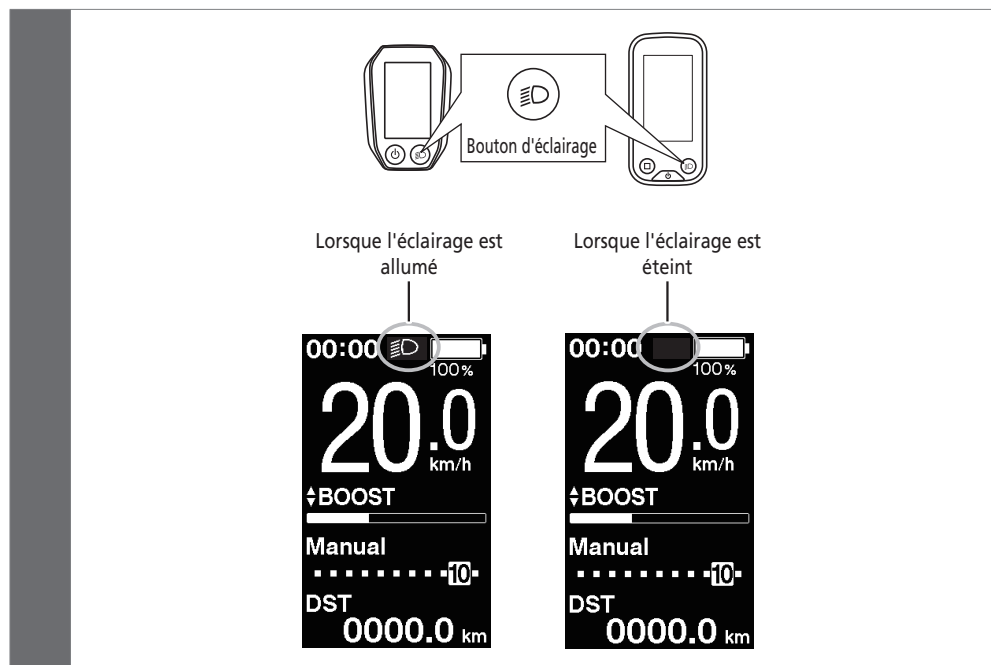 Bouton d'éclairage
Lorsque l'éclairage est
allumé
Lorsque l'éclairage est
éteint
00:00
100%
20.0
km/h
BOOST
Manual
10
DST
0000.0 km
00:00
100%
20.0
km/h
BOOST
Manual
10
DST
0000.0 km